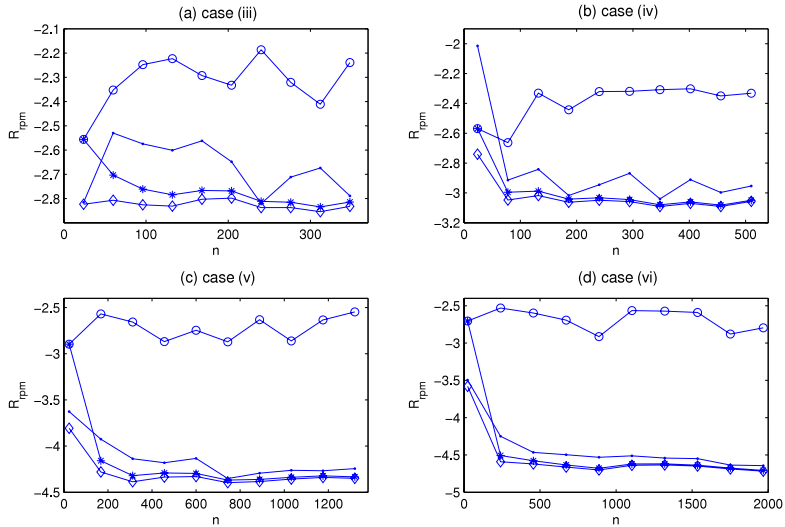 (a) case (iii)
−2.1
−2.2
−2.3
−2.4
−2.5
−2.6
−2.7
−2.8
R_rpm
0 100 200 300
n
(b) case (iv)
−2
−2.2
−2.4
−2.6
−2.8
−3
−3.2
R_rpm
0 100 200 300 400 500
n
(c) case (v)
−2.5
−3
−3.5
−4
−4.5
R_rpm
0 200 400 600 800 1000 1200
n
(d) case (vi)
−2.5
−3
−3.5
−4
−4.5
−5
R_rpm
0 500 1000 1500 2000
n